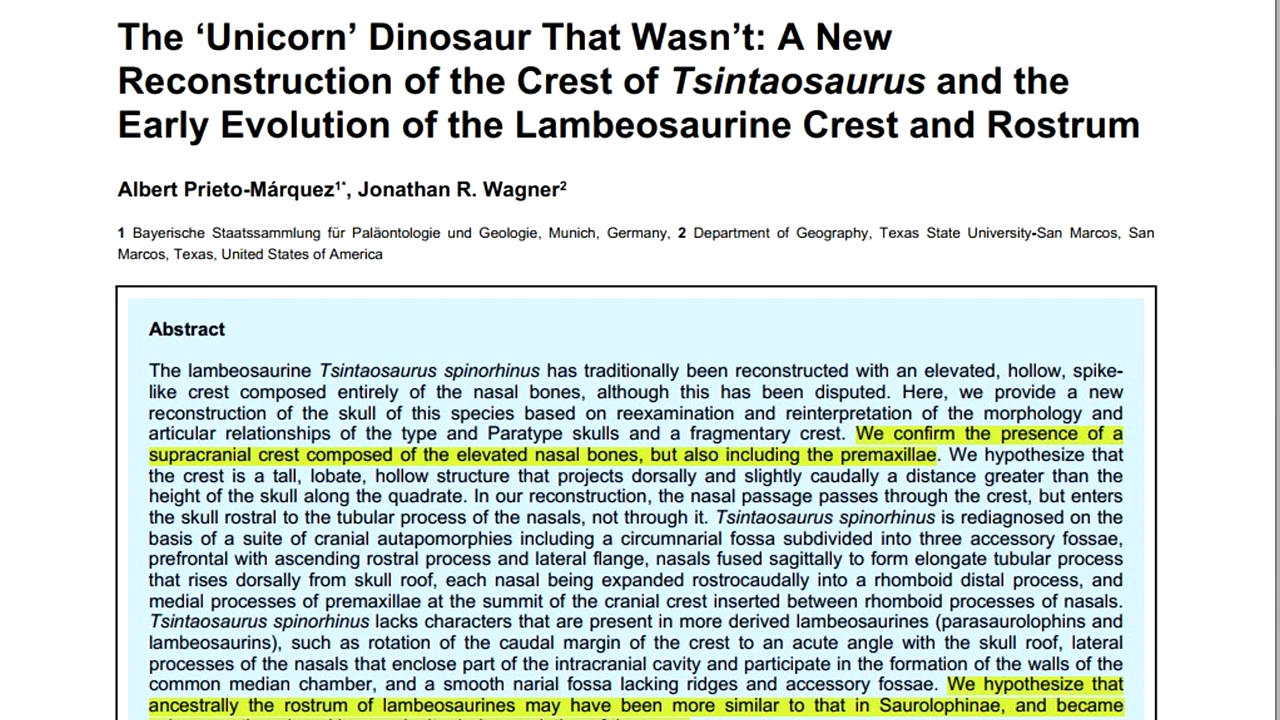 The ‘Unicorn’ Dinosaur That Wasn’t: A New
Reconstruction of the Crest of Tsintaosaurus and the
Early Evolution of the Lambeosaurine Crest and Rostrum
Albert Prieto-Márquez1*, Jonathan R. Wagner2
1 Bayerische Staatssammlung für Paläontologie und Geologie, Munich, Germany, 2 Department of Geography, Texas State University-San Marcos, San
Marcos, Texas, United States of America
Abstract
The lambeosaurine Tsintaosaurus spinorhinus has traditionally been reconstructed with an elevated, hollow, spike-
like crest composed entirely of the nasal bones, although this has been disputed. Here, we provide a new
reconstruction of the skull of this species based on reexamination and reinterpretation of the morphology and
articular relationships of the type and Paratype skulls and a fragmentary crest. We confirm the presence of a
supracranial crest composed of the elevated nasal bones, but also including the premaxillae. We hypothesize that
the crest is a tall, lobate, hollow structure that projects dorsally and slightly caudally a distance greater than the
height of the skull along the quadrate. In our reconstruction, the nasal passage passes through the crest, but enters
the skull rostral to the tubular process of the nasals, not through it. Tsintaosaurus spinorhinus is rediagnosed on the
basis of a suite of cranial autapomorphies including a circumnarial fossa subdivided into three accessory fossae,
prefrontal with ascending rostral process and lateral flange, nasals fused sagittally to form elongate tubular process
that rises dorsally from skull roof, each nasal being expanded rostrocaudally into a rhomboid distal process, and
medial processes of premaxillae at the summit of the cranial crest inserted between rhomboid processes of nasals.
Tsintaosaurus spinorhinus lacks characters that are present in more derived lambeosaurines (parasaurolophins and
lambeosaurins), such as rotation of the caudal margin of the crest to an acute angle with the skull roof, lateral
processes of the nasals that enclose part of the intracranial cavity and participate in the formation of the walls of the
common median chamber, and a smooth narial fossa lacking ridges and accessory fossae. We hypothesize that
ancestrally the rostrum of lambeosaurines may have been more similar to that in Saurolophinae, and became